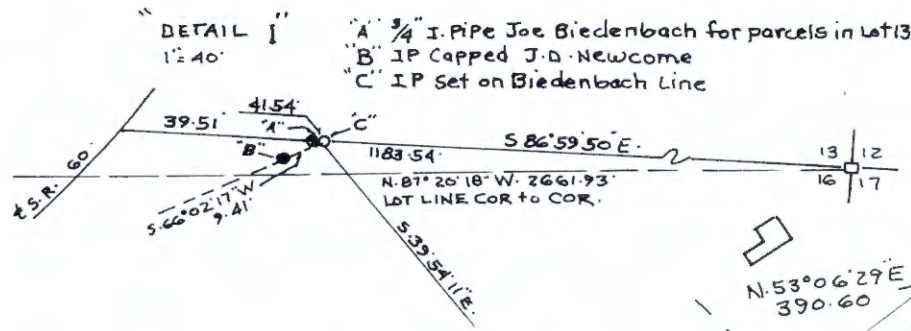 "DETAIL I"
1"=40'
"A" 3/4" I. Pipe Joe Biedenbach for parcels in Lot 13
"B" IP Capped J.D. Newcome
"C" IP Set on Biedenbach Line
41.54'
39.51'
"A"
"C"
"B"
1183.54'
S 86°59'50" E.
13 12
16 17
℄ S.R. 60.
S.66°02'17"W
9.41'
N. 87°20'18" W. 2661.93'
LOT LINE COR to COR.
S.39°54'11"E.
N.53°06'29"E
390.60